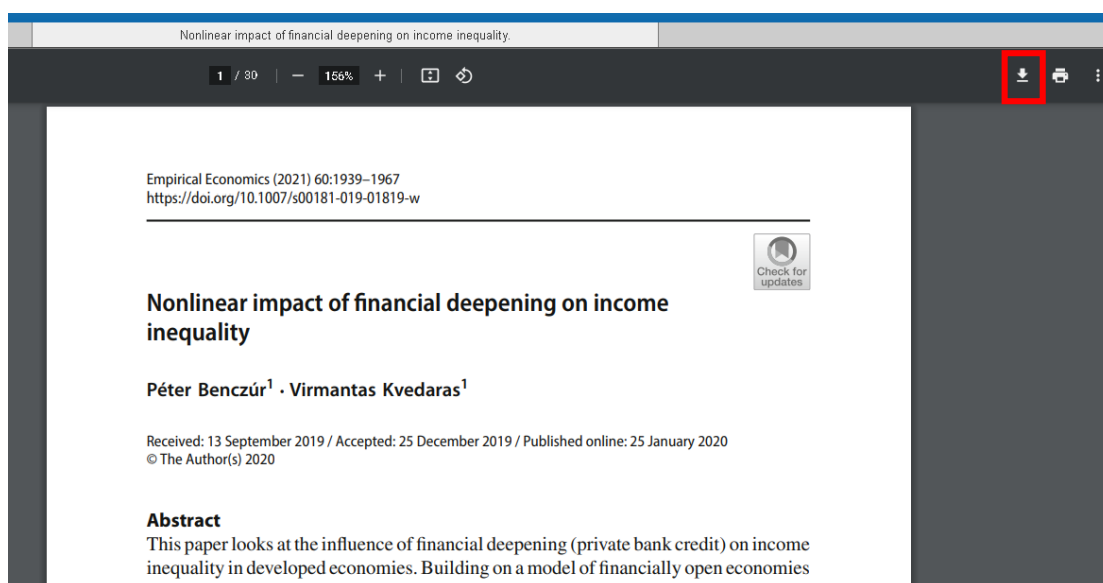 Nonlinear impact of financial deepening on income inequality.
1 / 30 | − 156% + |
Empirical Economics (2021) 60:1939–1967
https://doi.org/10.1007/s00181-019-01819-w
Check for
updates
Nonlinear impact of financial deepening on income
inequality
Péter Benczúr¹ · Virmantas Kvedaras¹
Received: 13 September 2019 / Accepted: 25 December 2019 / Published online: 25 January 2020
© The Author(s) 2020
Abstract
This paper looks at the influence of financial deepening (private bank credit) on income
inequality in developed economies. Building on a model of financially open economies